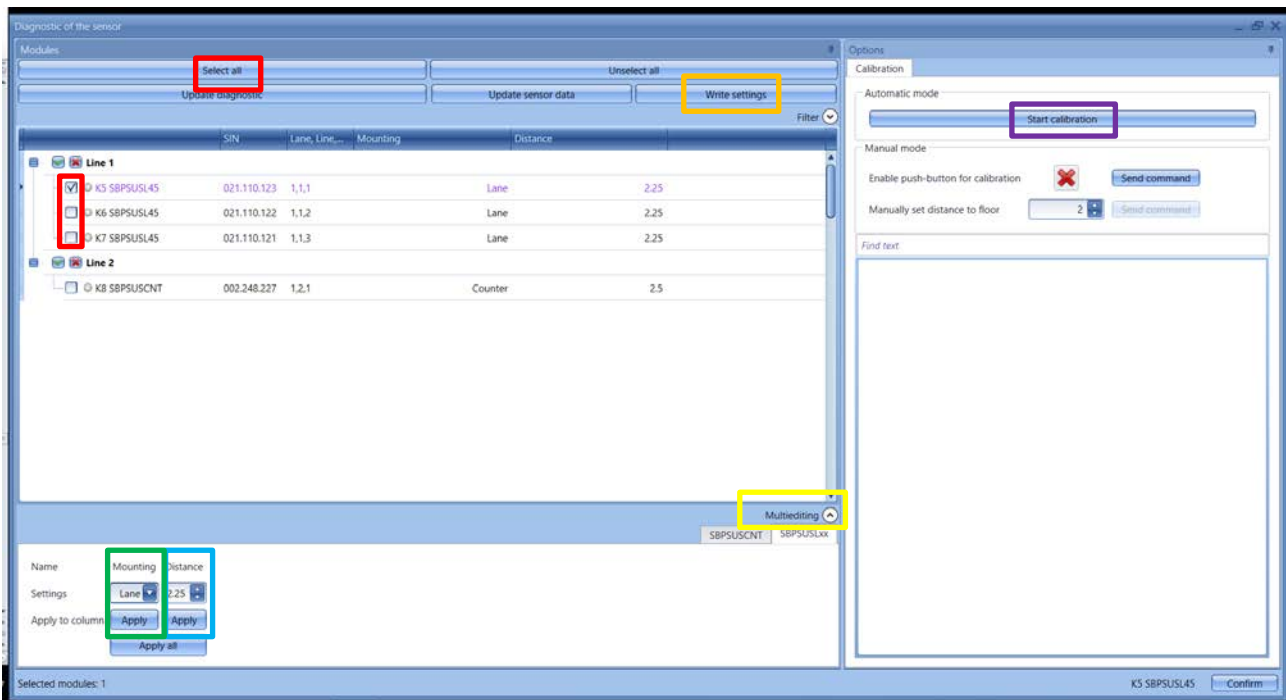 Diagnostic of the sensor
Modules
Select all
Unselect all
Update diagnostic
Update sensor data
Write settings
Filter
SIN Lane, Line,... Mounting Distance
Line 1
K5 SBPSUSL45 021.110.123 1,1,1 Lane 2.25
K6 SBPSUSL45 021.110.122 1,1,2 Lane 2.25
K7 SBPSUSL45 021.110.121 1,1,3 Lane 2.25
Line 2
K8 SBPSUSCNT 002.248.227 1,2,1 Counter 2.5
Multiediting
SBPSUSCNT SBPSUSLxx
Name Mounting Distance
Settings Lane 2.25
Apply to column Apply Apply
Apply all
Selected modules: 1
Options
Calibration
Automatic mode
Start calibration
Manual mode
Enable push-button for calibration Send command
Manually set distance to floor 2 Send command
Find text
K5 SBPSUSL45 Confirm